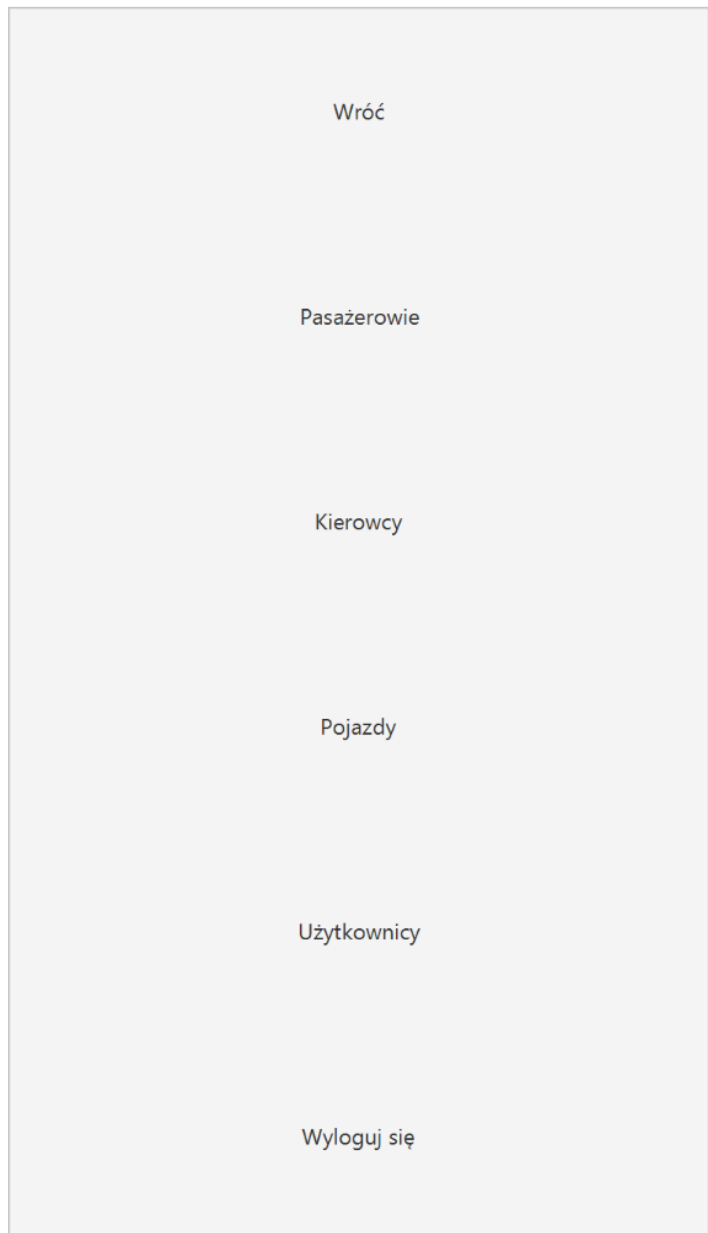 Wróć
Pasażerowie
Kierowcy
Pojazdy
Użytkownicy
Wyloguj się